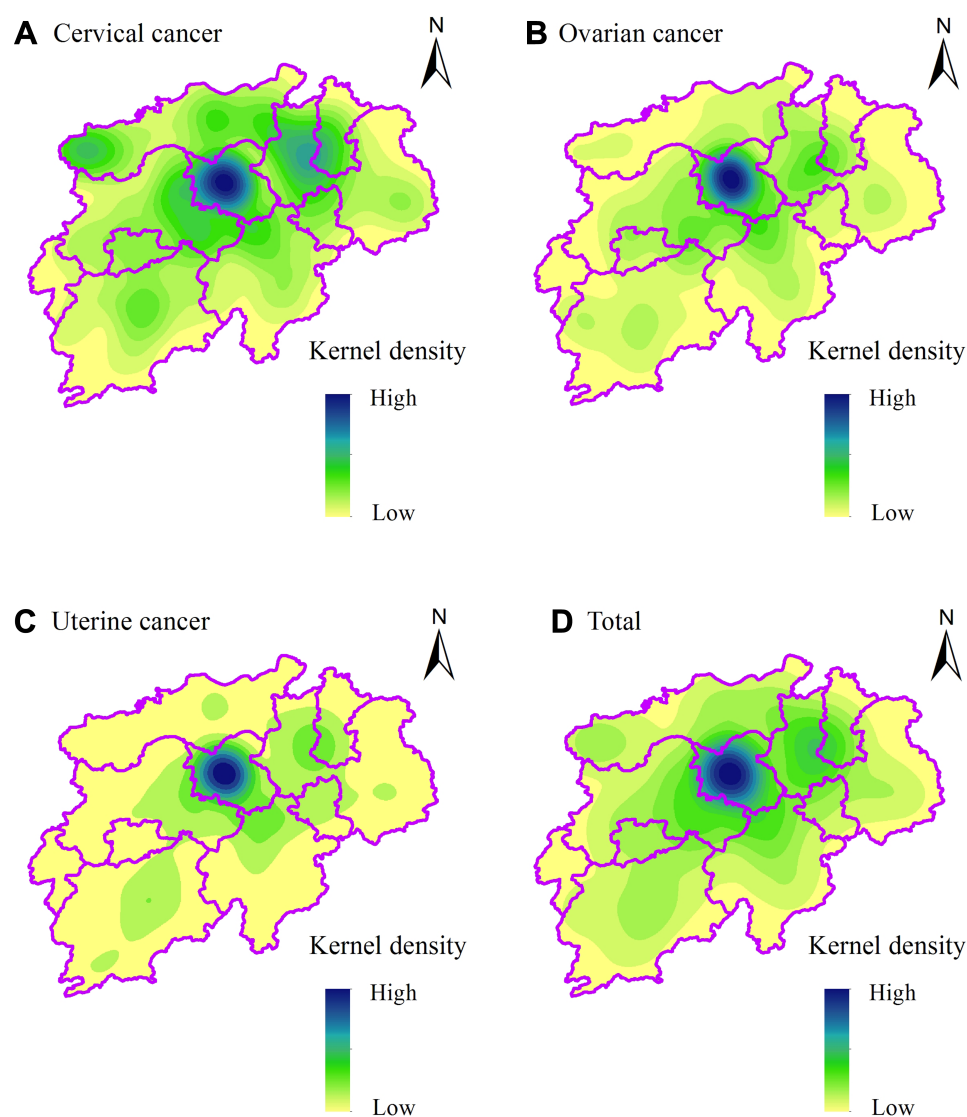 A Cervical cancer
N
Kernel density
High
Low
B Ovarian cancer
N
Kernel density
High
Low
C Uterine cancer
N
Kernel density
High
Low
D Total
N
Kernel density
High
Low